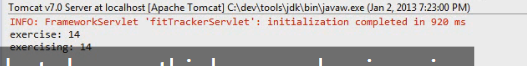 Tomcat v7.0 Server at localhost [Apache Tomcat] C:\dev\tools\jdk\bin\javaw.exe (Jan 2, 2013 7:23:00 PM)
INFO: FrameworkServlet 'fitTrackerServlet': initialization completed in 920 ms
exercise: 14
exercising: 14